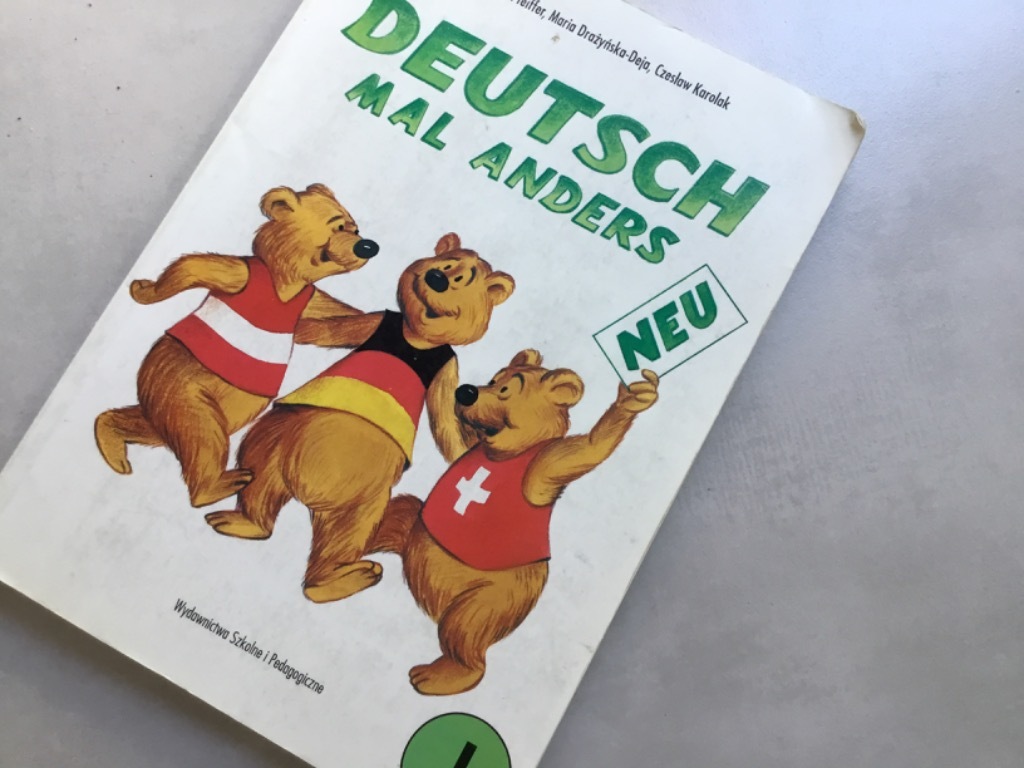 Maria Drażyńska-Deja, Czesław Karolak
DEUTSCH
MAL ANDERS
NEU
Wydawnictwa Szkolne i Pedagogiczne